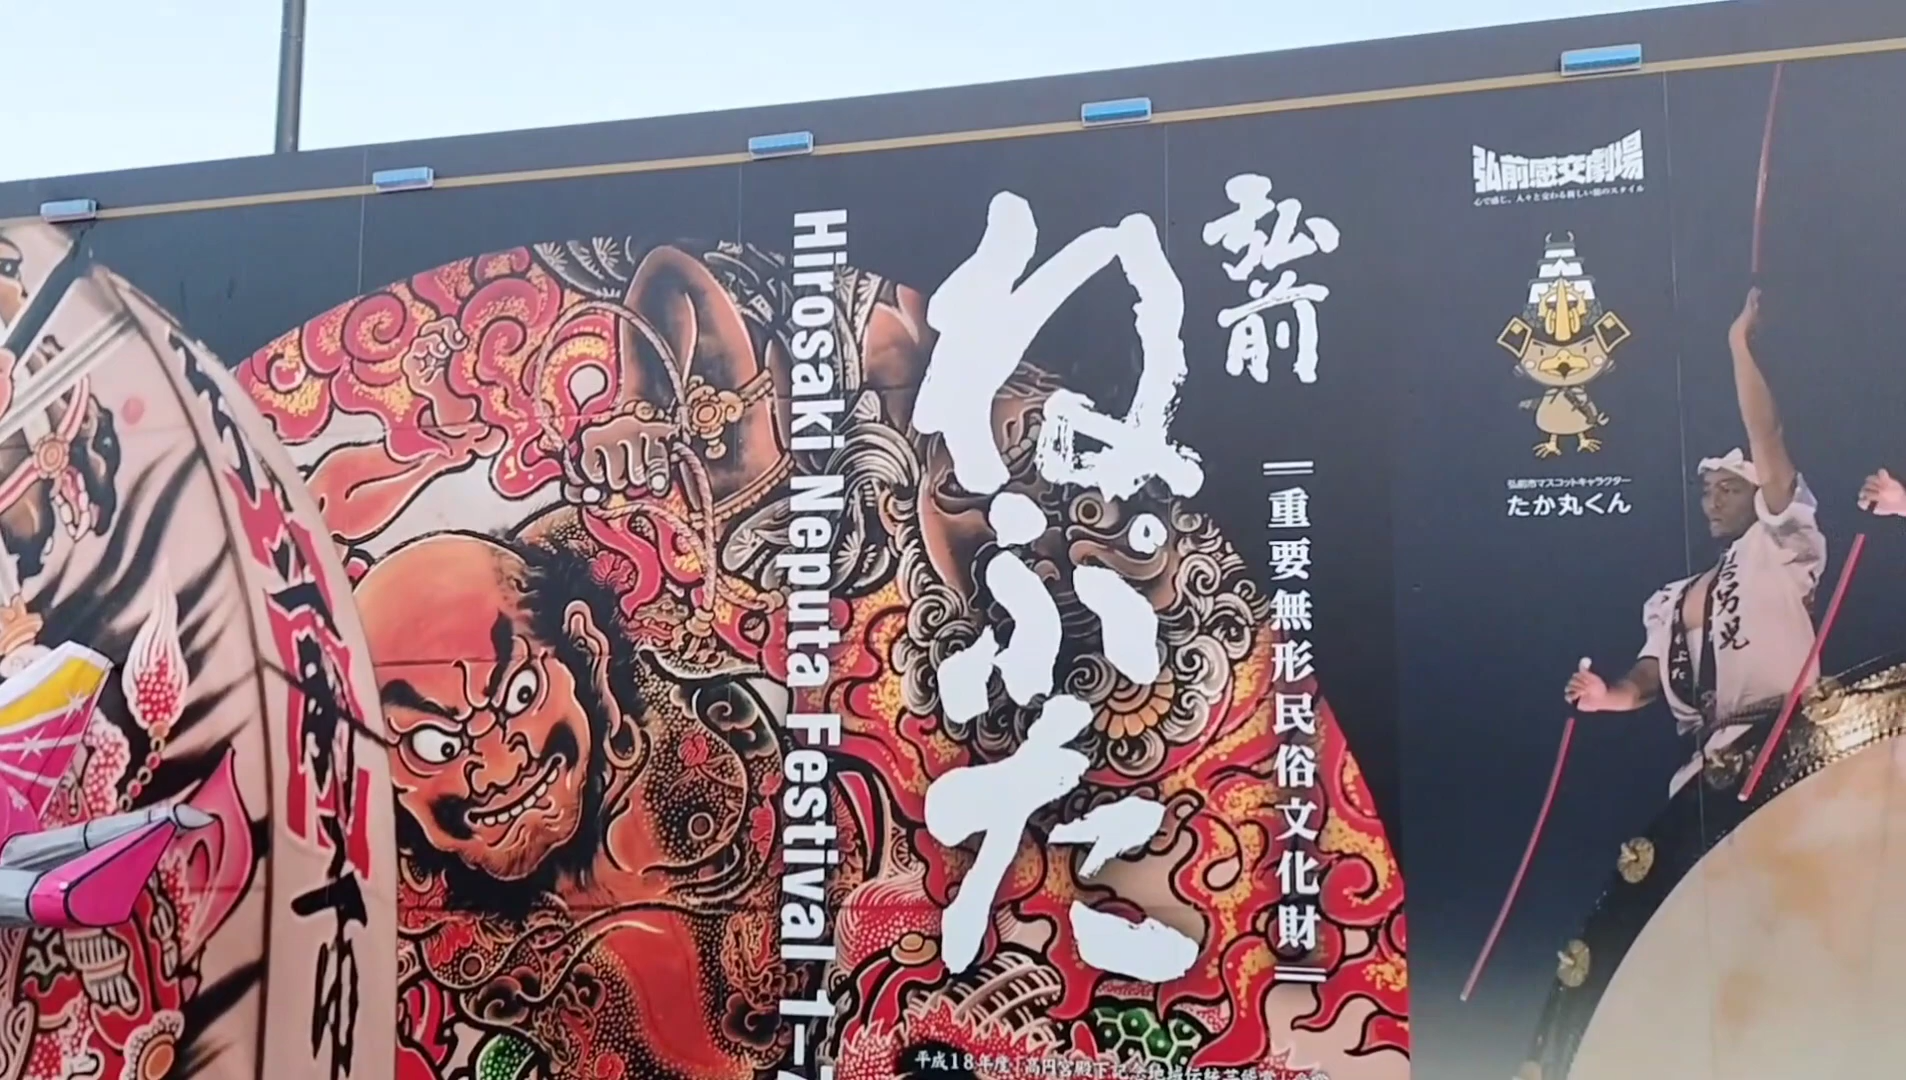 弘前感交劇場
心で感じ、人々と交わる新しい旅のスタイル
弘前市マスコットキャラクター
たか丸くん
弘前
ねぷた
重要無形民俗文化財
Hirosaki Neputa Festival 1-7
平成18年度「高円宮殿下記念地域伝統芸能賞」